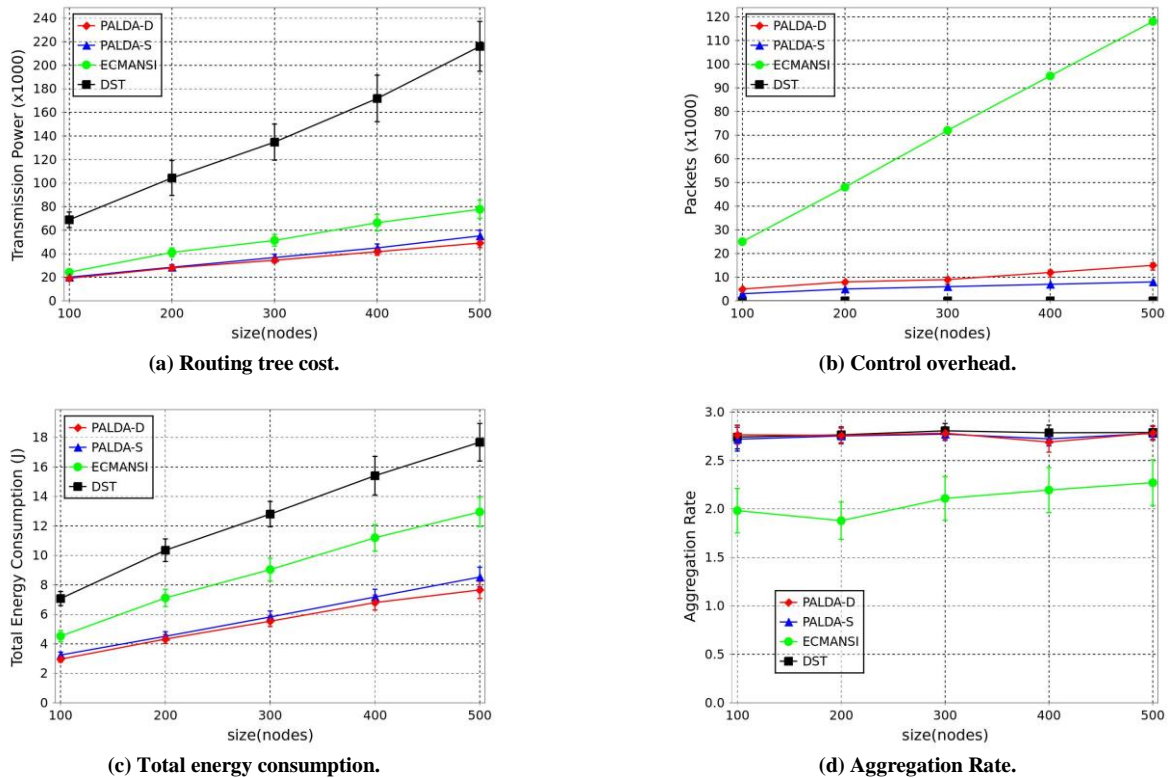 240
220
200
180
160
140
120
100
80
60
40
20
0
Transmission Power (x1000)
PALDA-D
PALDA-S
ECMANSI
DST
100 200 300 400 500
size(nodes)
(a) Routing tree cost.
120
110
100
90
80
70
60
50
40
30
20
10
0
Packets (x1000)
PALDA-D
PALDA-S
ECMANSI
DST
100 200 300 400 500
size(nodes)
(b) Control overhead.
18
16
14
12
10
8
6
4
2
0
Total Energy Consumption (J)
PALDA-D
PALDA-S
ECMANSI
DST
100 200 300 400 500
size(nodes)
(c) Total energy consumption.
3.0
2.5
2.0
1.5
1.0
0.5
0.0
Aggregation Rate
PALDA-D
PALDA-S
ECMANSI
DST
100 200 300 400 500
size(nodes)
(d) Aggregation Rate.